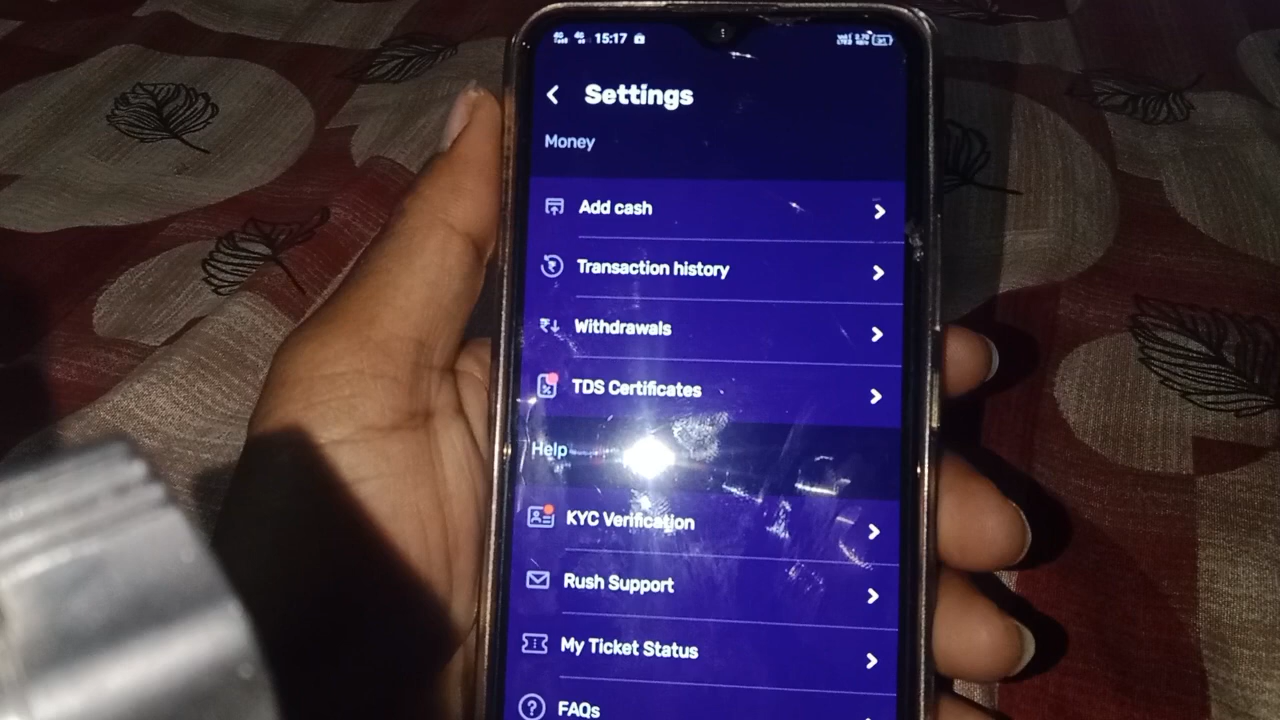 15:17
Settings
Money
Add cash
Transaction history
Withdrawals
TDS Certificates
Help
KYC Verification
Rush Support
My Ticket Status
FAQs